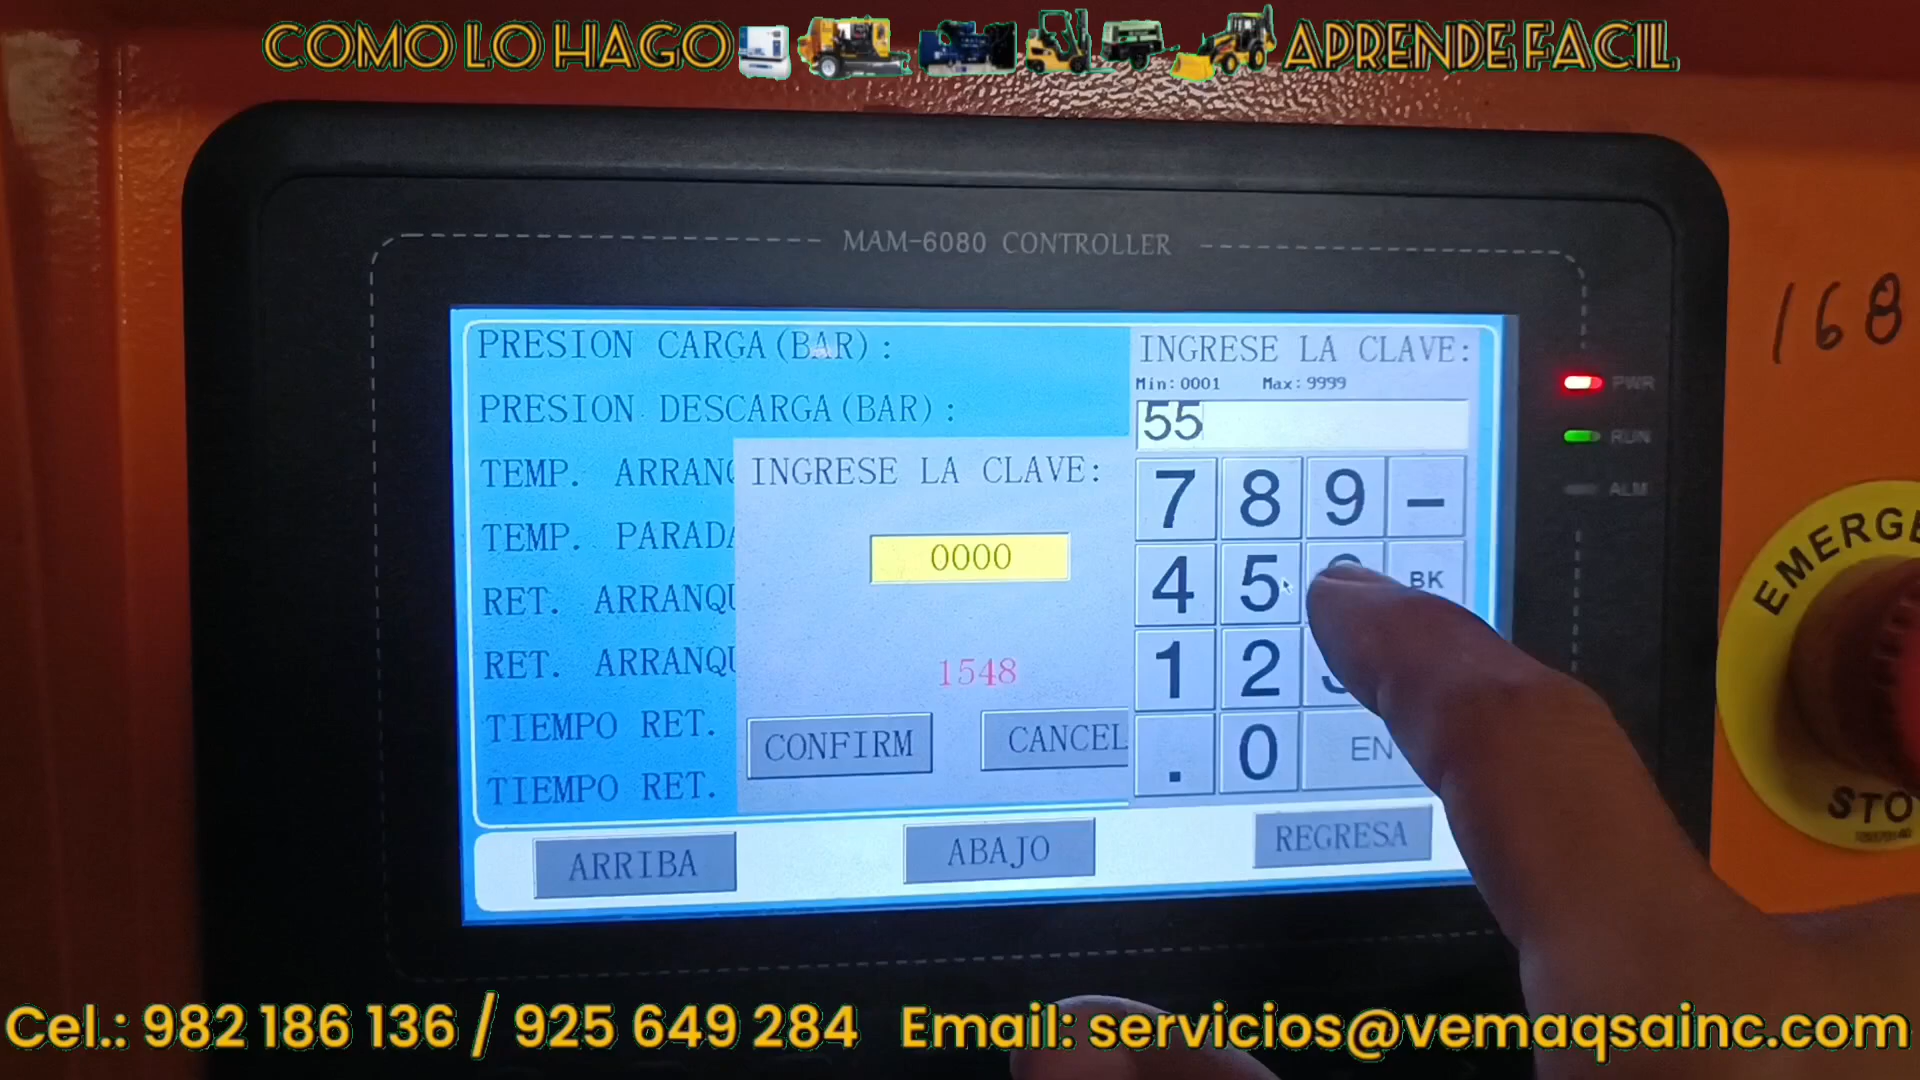 COMO LO HAGO APRENDE FACIL
MAM-6080 CONTROLLER
168
PRESION CARGA(BAR):
PRESION DESCARGA(BAR):
TEMP. ARRANQ
TEMP. PARADA
RET. ARRANQU
RET. ARRANQU
TIEMPO RET.
TIEMPO RET.
INGRESE LA CLAVE:
0000
1548
CONFIRM
CANCEL
INGRESE LA CLAVE:
Min:0001 Max:9999
55
7 8 9 -
4 5 BK
1 2
. 0 EN
ARRIBA
ABAJO
REGRESA
PWR
RUN
ALM
EMERGE
STO
Cel.: 982 186 136 / 925 649 284 Email: servicios@vemaqsainc.com